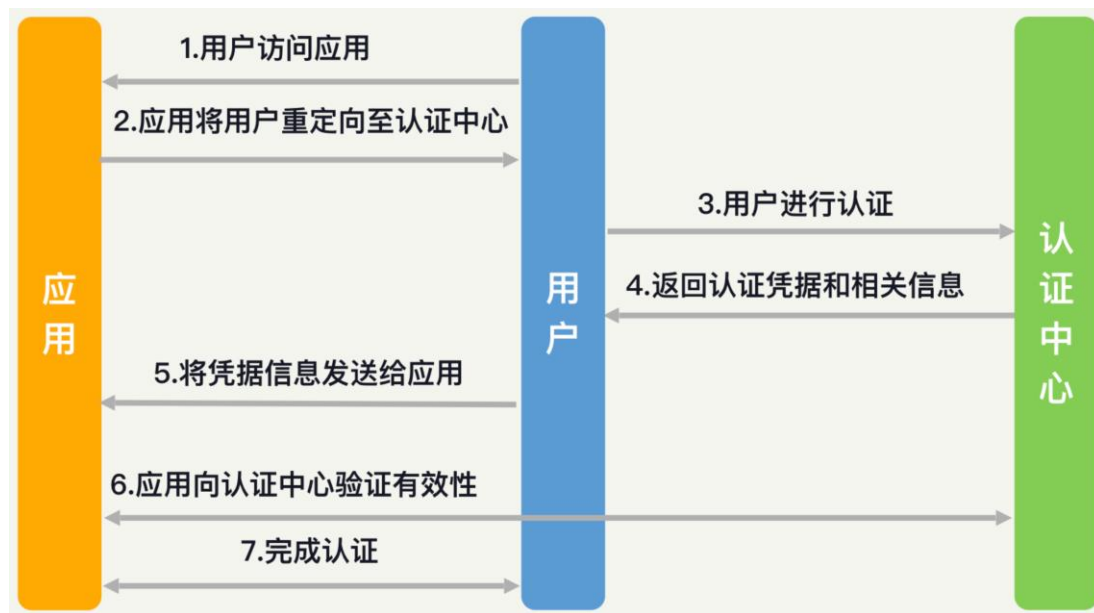 1.用户访问应用
2.应用将用户重定向至认证中心
3.用户进行认证
4.返回认证凭据和相关信息
5.将凭据信息发送给应用
6.应用向认证中心验证有效性
7.完成认证
应用
用户
认证中心